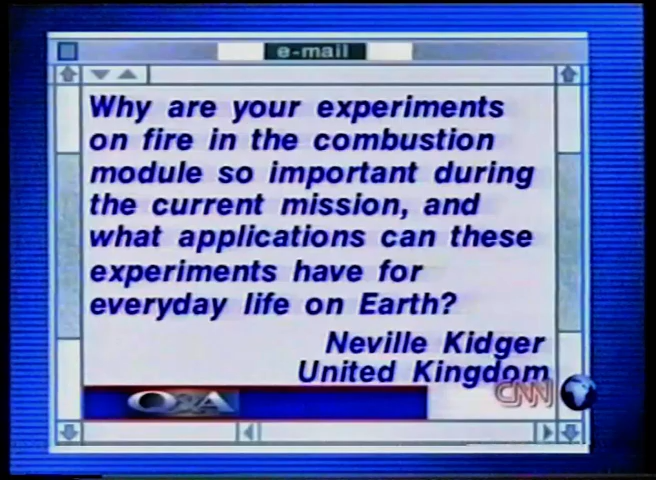 e-mail
Why are your experiments
on fire in the combustion
module so important during
the current mission, and
what applications can these
experiments have for
everyday life on Earth?
Neville Kidger
United Kingdom
Q&A
CNN